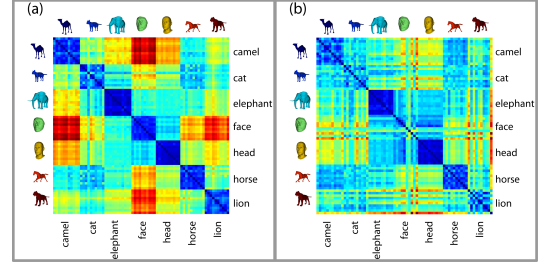 (a)
camel
cat
elephant
face
head
horse
lion
camel
cat
elephant
face
head
horse
lion
(b)
camel
cat
elephant
face
head
horse
lion
camel
cat
elephant
face
head
horse
lion